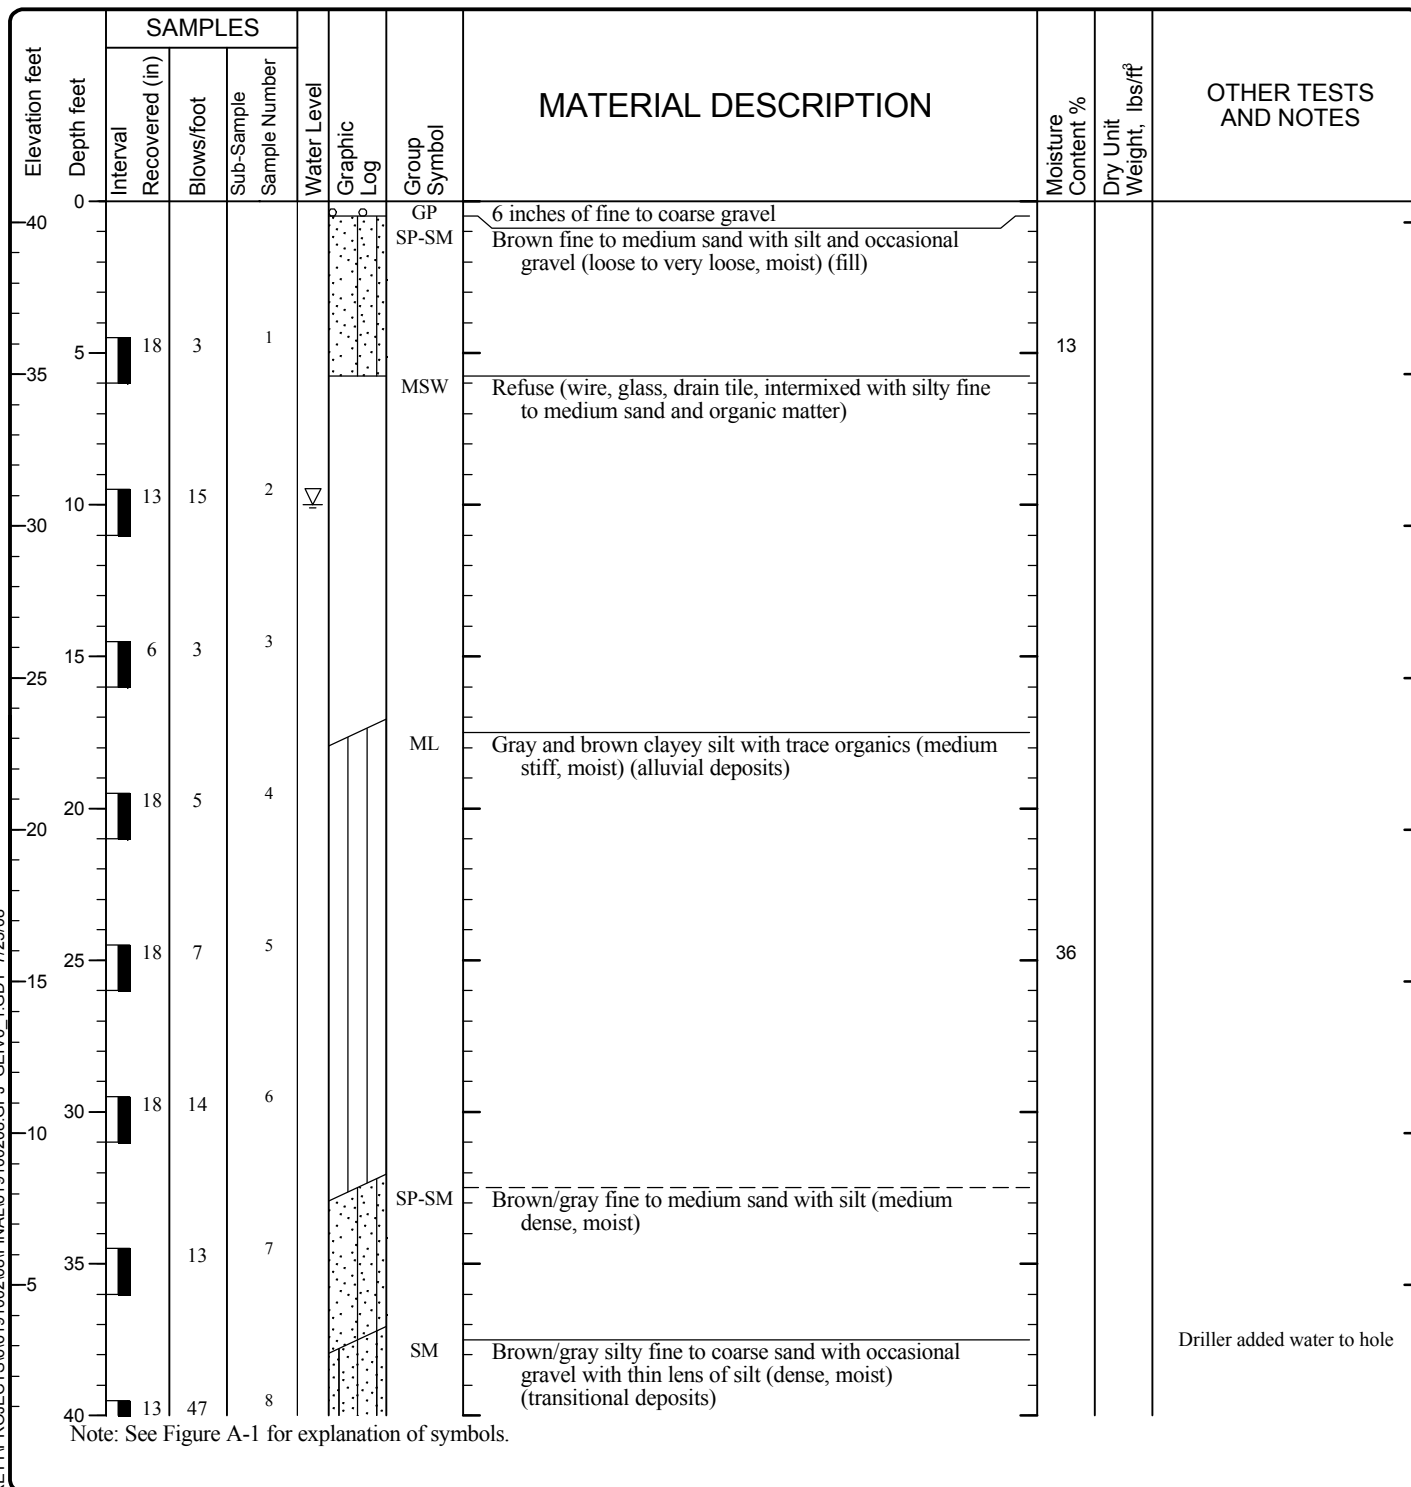 SAMPLES
Elevation feet
Depth feet
Interval
Recovered (in)
Blows/foot
Sub-Sample
Sample Number
Water Level
Graphic
Log
Group
Symbol
MATERIAL DESCRIPTION
Moisture
Content %
Dry Unit
Weight, lbs/ft³
OTHER TESTS
AND NOTES
0
GP
6 inches of fine to coarse gravel
40
SP-SM
Brown fine to medium sand with silt and occasional
gravel (loose to very loose, moist) (fill)
5
18
3
1
13
35
MSW
Refuse (wire, glass, drain tile, intermixed with silty fine
to medium sand and organic matter)
10
13
15
2
30
15
6
3
3
25
ML
Gray and brown clayey silt with trace organics (medium
stiff, moist) (alluvial deposits)
20
18
5
4
20
25
18
7
5
36
15
30
18
14
6
10
SP-SM
Brown/gray fine to medium sand with silt (medium
dense, moist)
35
13
7
5
SM
Brown/gray silty fine to coarse sand with occasional
gravel with thin lens of silt (dense, moist)
(transitional deposits)
Driller added water to hole
40
13
47
8
Note: See Figure A-1 for explanation of symbols.